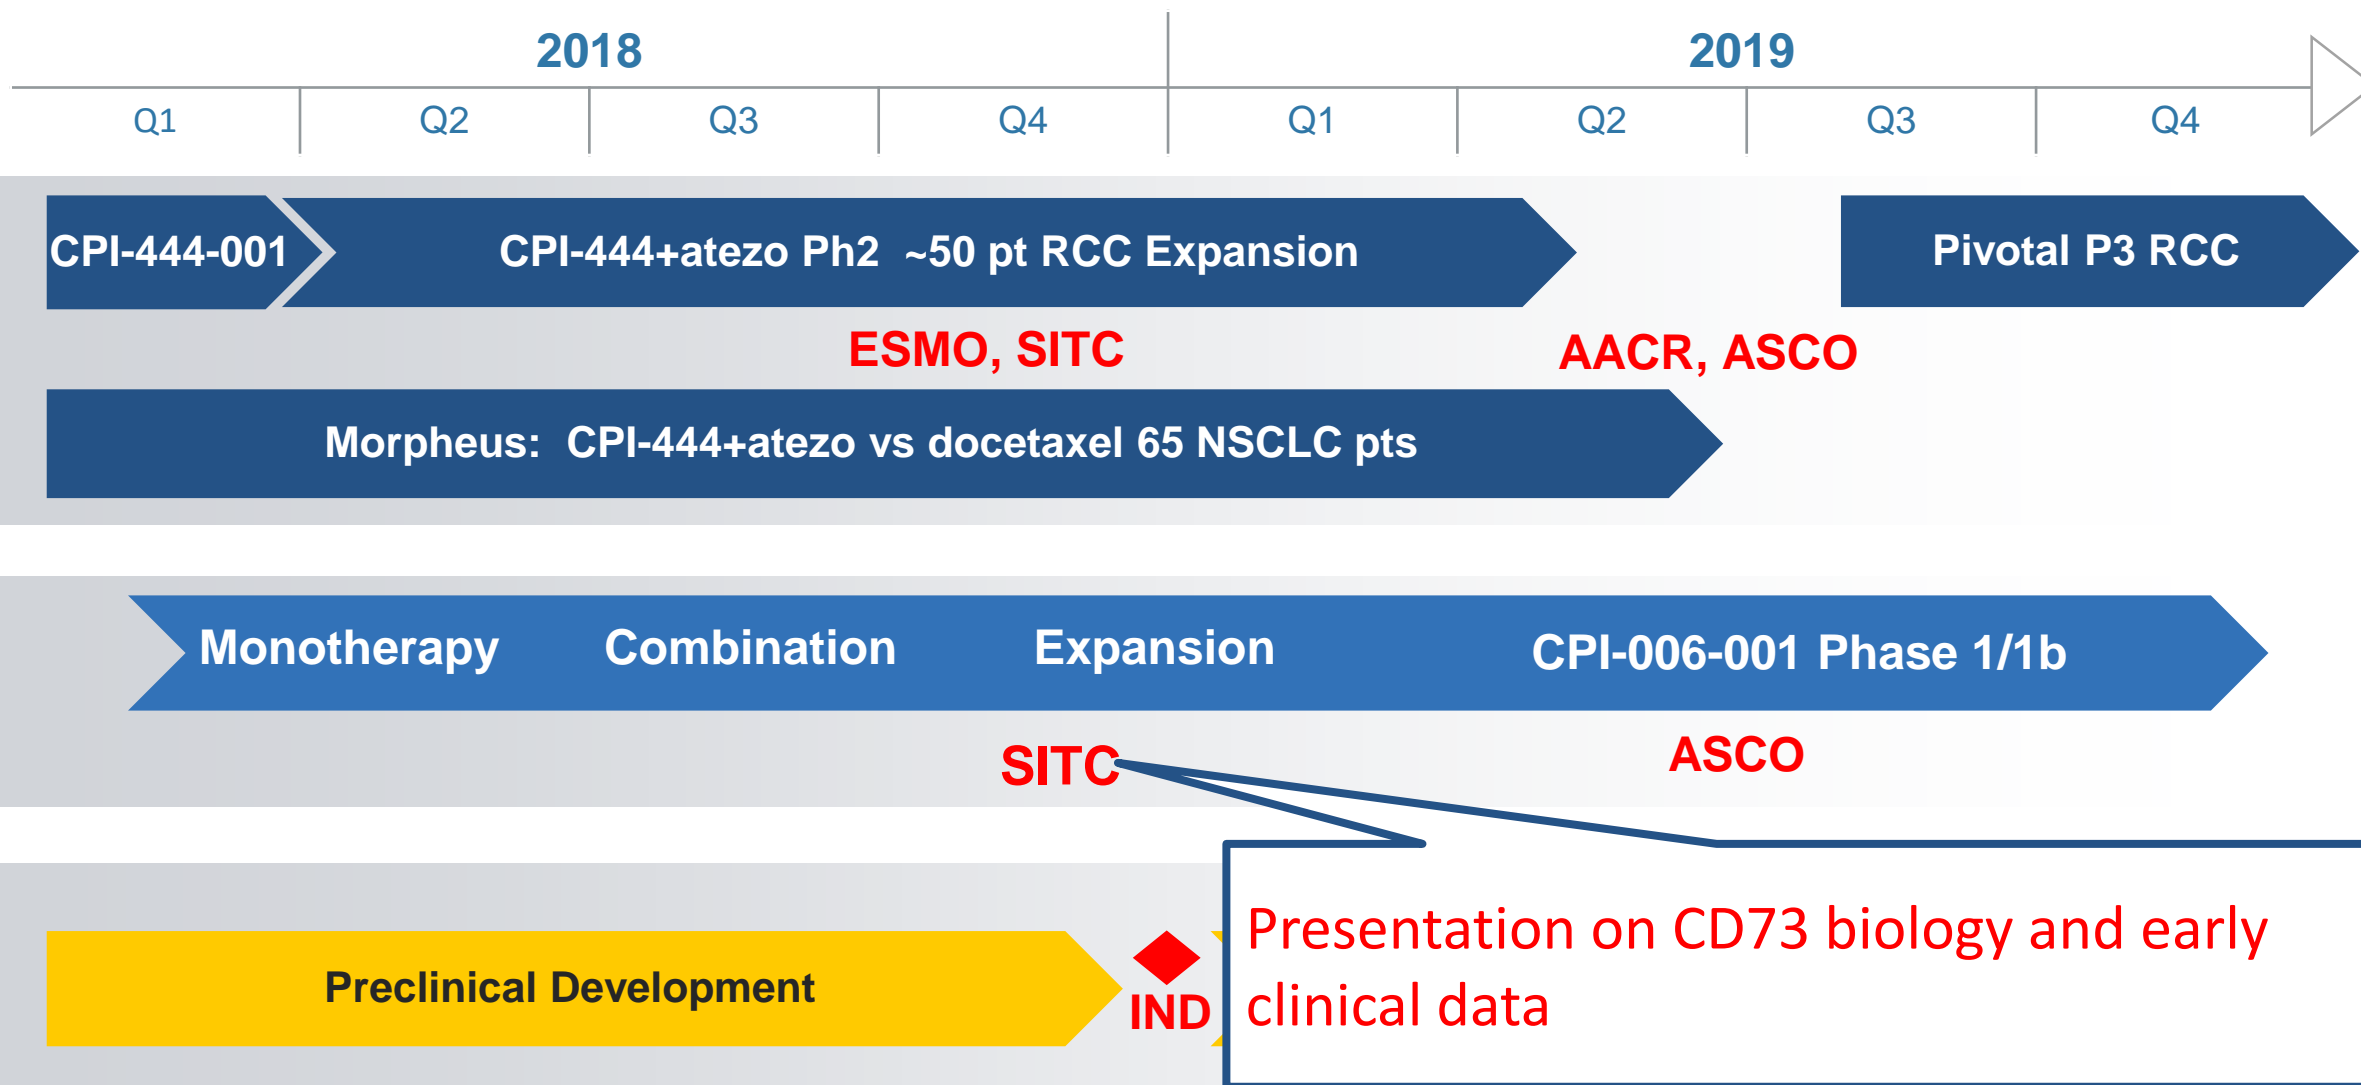 2018
2019
Q1
Q2
Q3
Q4
Q1
Q2
Q3
Q4
CPI-444-001
CPI-444+atezo Ph2 ~50 pt RCC Expansion
Pivotal P3 RCC
ESMO, SITC
AACR, ASCO
Morpheus: CPI-444+atezo vs docetaxel 65 NSCLC pts
Monotherapy
Combination
Expansion
CPI-006-001 Phase 1/1b
SITC
ASCO
Preclinical Development
IND
Presentation on CD73 biology and early
clinical data